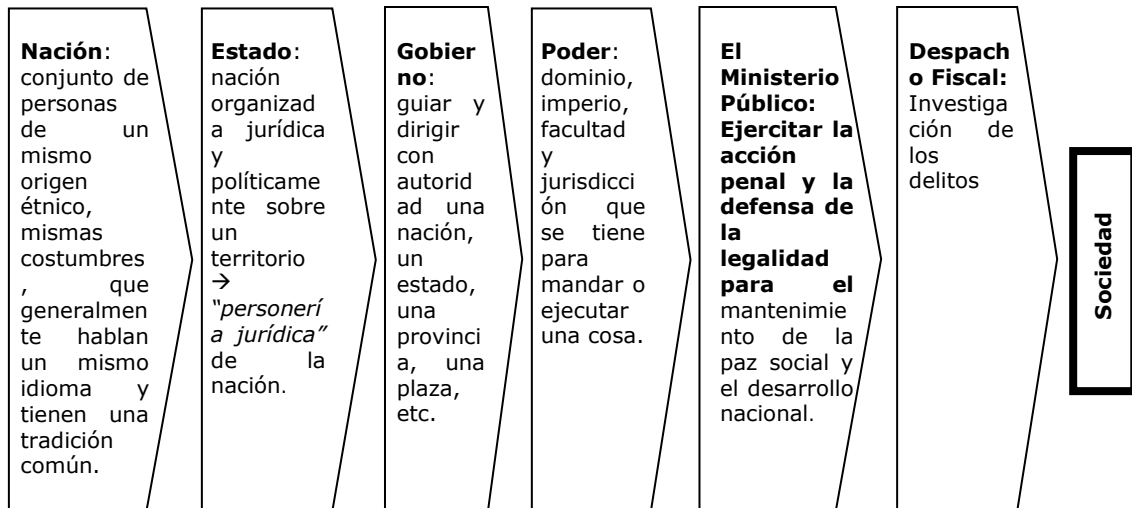 Nación:
conjunto de
personas
de un
mismo
origen
étnico,
mismas
costumbres
, que
generalmen
te hablan
un mismo
idioma y
tienen una
tradición
común.
Estado:
nación
organizad
a jurídica
y
políticame
nte sobre
un
territorio
→
“personerí
a jurídica”
de la
nación.
Gobier
no:
guiar y
dirigir
con
autorid
ad una
nación,
un
estado,
una
provinci
a, una
plaza,
etc.
Poder:
dominio,
imperio,
facultad
y
jurisdicci
ón que
se tiene
para
mandar o
ejecutar
una cosa.
El
Ministerio
Público:
Ejercitar la
acción
penal y la
defensa de
la
legalidad
para el
mantenimie
nto de la
paz social y
el desarrollo
nacional.
Despach
o Fiscal:
Investiga
ción de
los
delitos
Sociedad